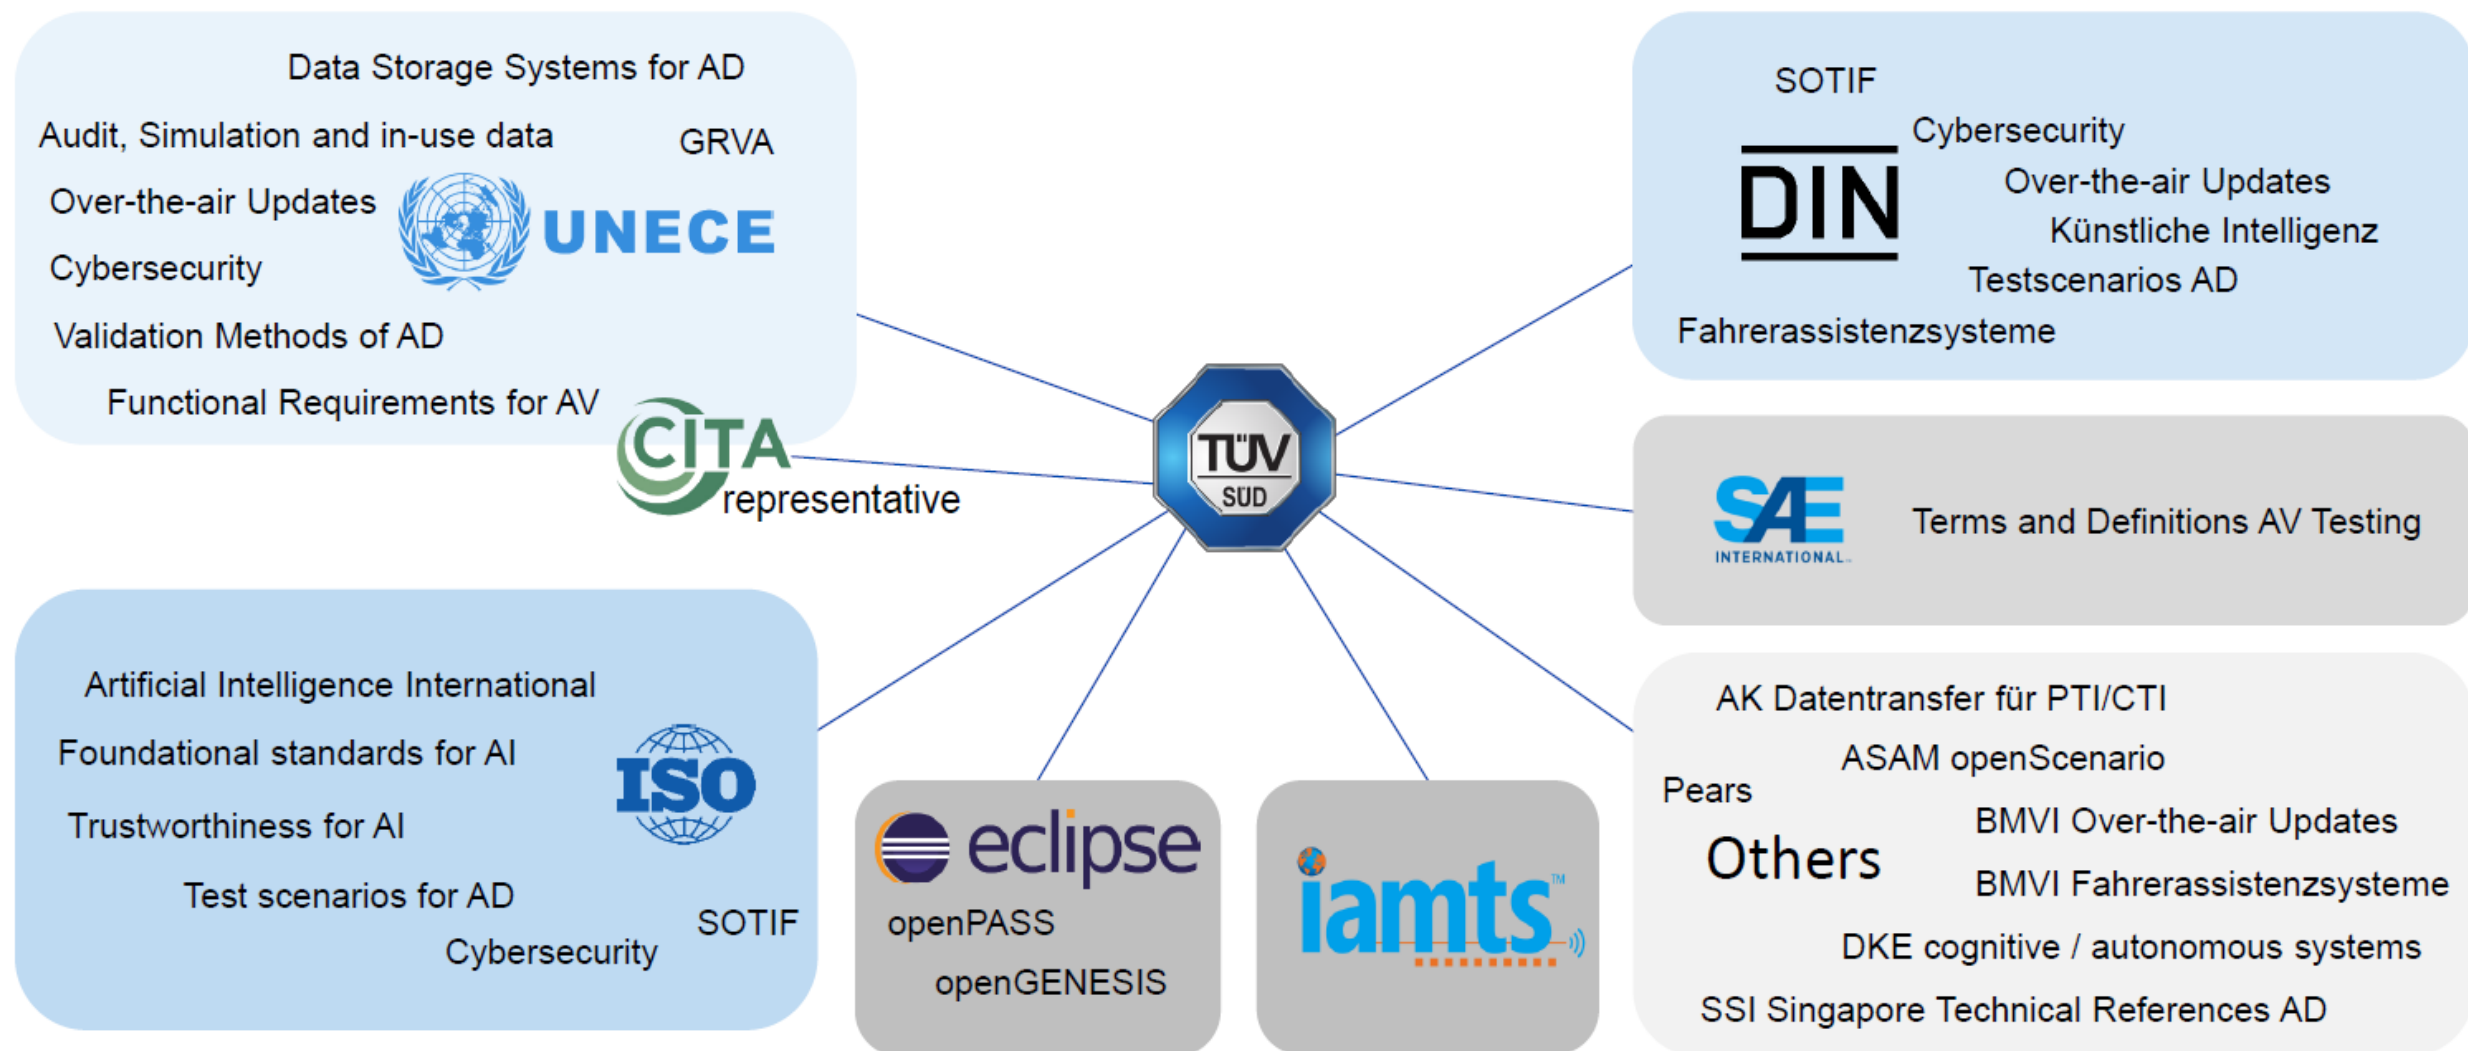 Data Storage Systems for AD
Audit, Simulation and in-use data
GRVA
Over-the-air Updates
UNECE
Cybersecurity
Validation Methods of AD
Functional Requirements for AV
CITA
representative
TÜV
SÜD
SOTIF
Cybersecurity
DIN
Over-the-air Updates
Künstliche Intelligenz
Testscenarios AD
Fahrerassistenzsysteme
SAE
INTERNATIONAL
Terms and Definitions AV Testing
Artificial Intelligence International
Foundational standards for AI
ISO
Trustworthiness for AI
Test scenarios for AD
SOTIF
Cybersecurity
eclipse
openPASS
openGENESIS
iamts™
AK Datentransfer für PTI/CTI
ASAM openScenario
Pears
BMVI Over-the-air Updates
Others
BMVI Fahrerassistenzsysteme
DKE cognitive / autonomous systems
SSI Singapore Technical References AD